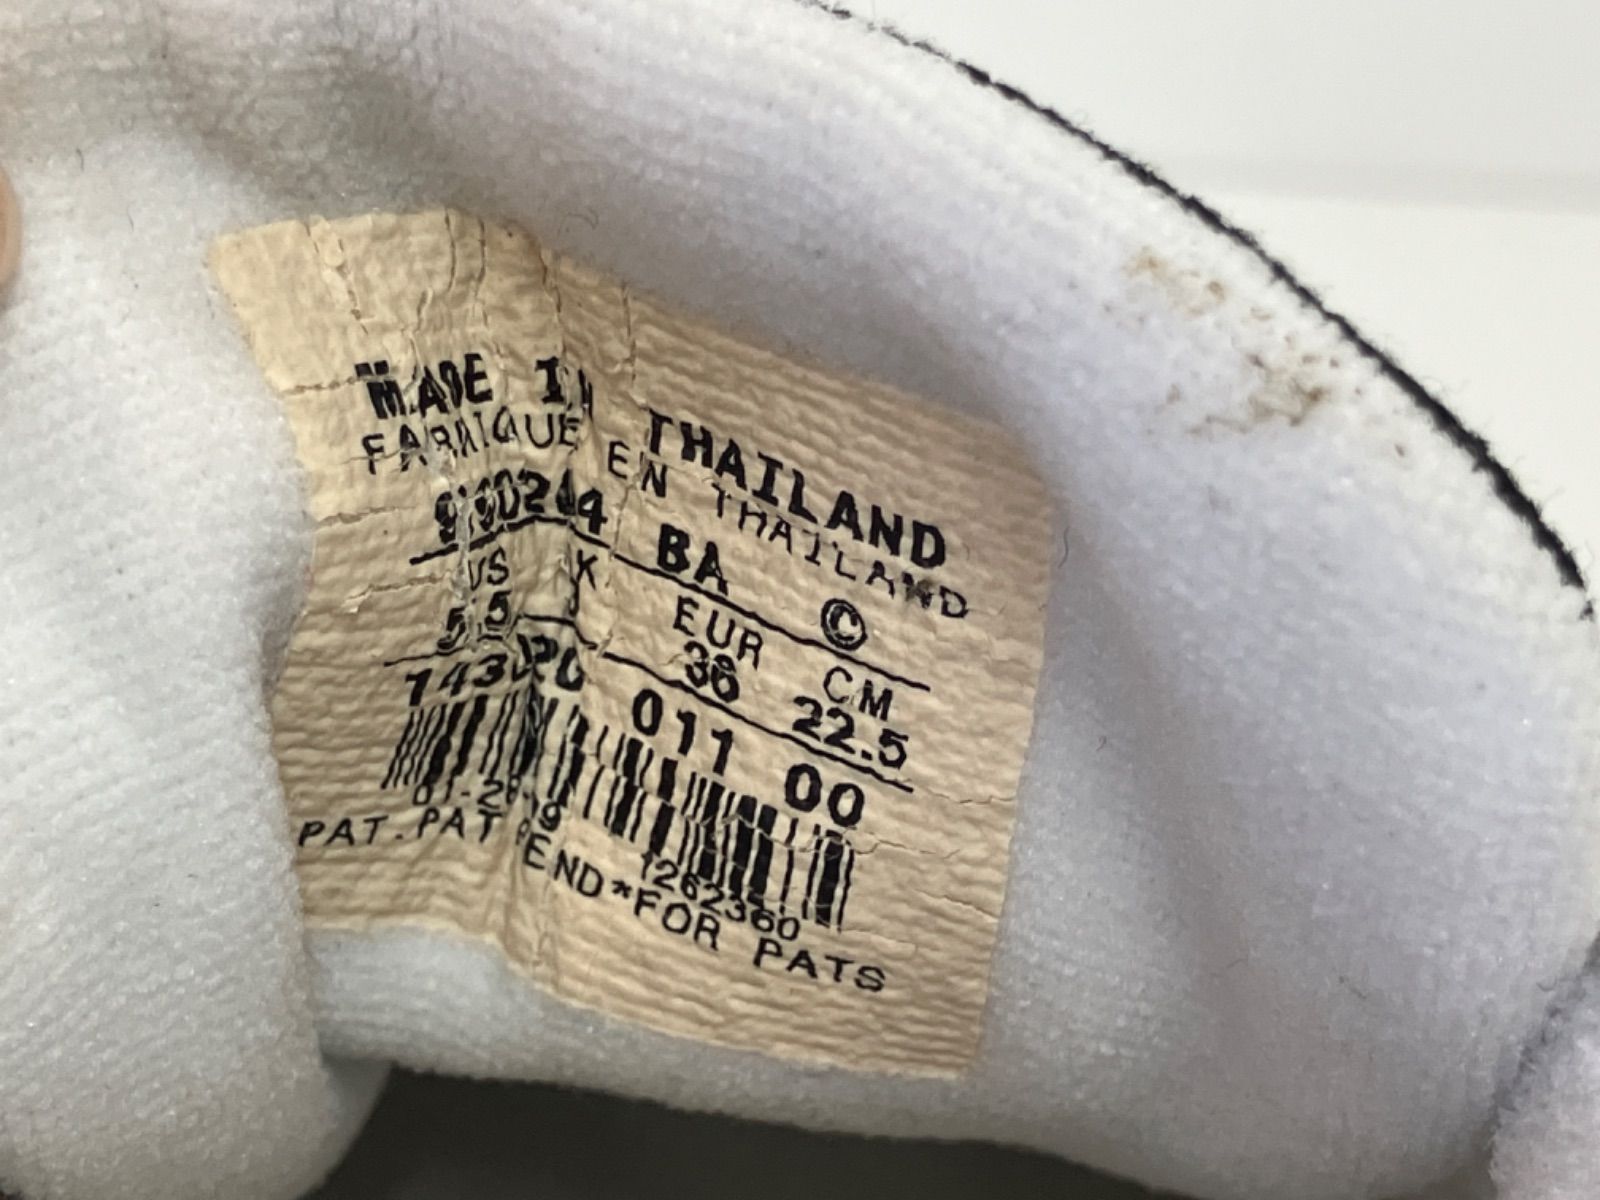 MADE IN THAILAND
FABRIQUE EN THAILAND
BA ©
US EUR CM
5.5 36 22.5
011 00
1262360
PAT.PAT PEND*FOR PATS